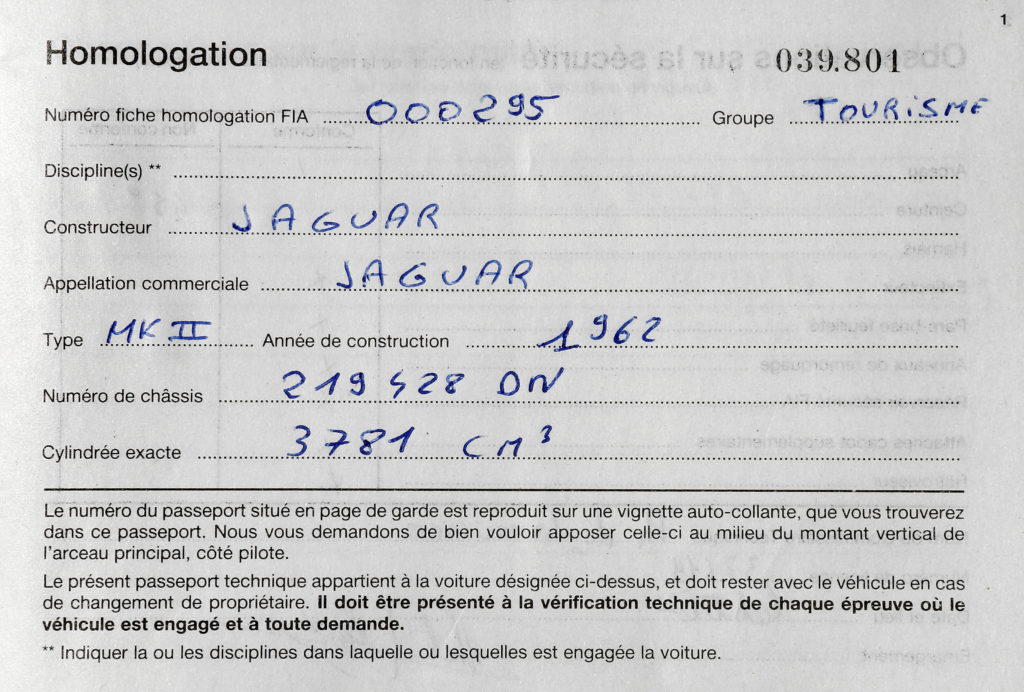 1
Homologation 039.801
Numéro fiche homologation FIA 000295 Groupe TOURISME
Discipline(s) **
Constructeur JAGUAR
Appellation commerciale JAGUAR
Type MK II Année de construction 1962
Numéro de châssis 219428 DN
Cylindrée exacte 3781 CM³
Le numéro du passeport situé en page de garde est reproduit sur une vignette auto-collante, que vous trouverez
dans ce passeport. Nous vous demandons de bien vouloir apposer celle-ci au milieu du montant vertical de
l'arceau principal, côté pilote.
Le présent passeport technique appartient à la voiture désignée ci-dessus, et doit rester avec le véhicule en cas
de changement de propriétaire. Il doit être présenté à la vérification technique de chaque épreuve où le
véhicule est engagé et à toute demande.
** Indiquer la ou les disciplines dans laquelle ou lesquelles est engagée la voiture.